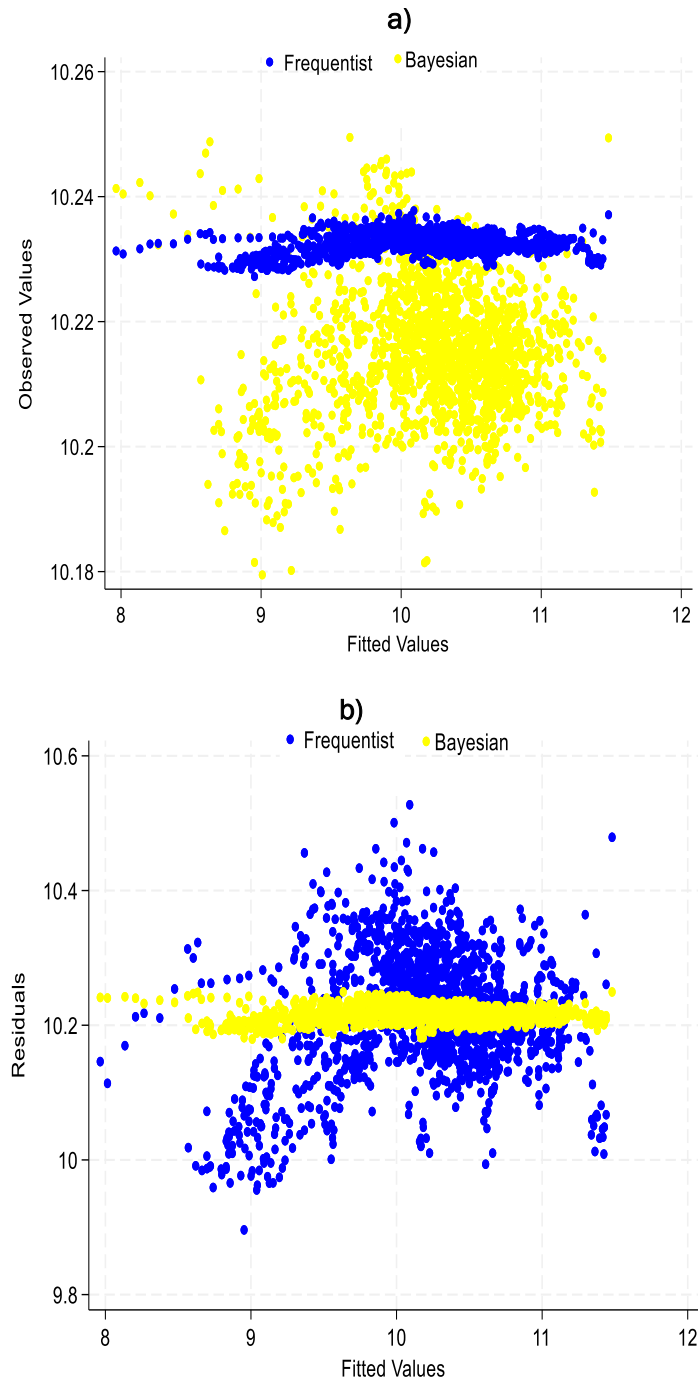 a)
Frequentist Bayesian
10.26
10.24
10.22
10.2
10.18
Observed Values
8 9 10 11 12
Fitted Values
b)
Frequentist Bayesian
10.6
10.4
10.2
10
9.8
Residuals
8 9 10 11 12
Fitted Values